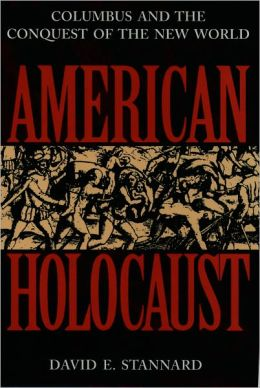 COLUMBUS AND THE
CONQUEST OF THE NEW WORLD
AMERICAN
HOLOCAUST
DAVID E. STANNARD